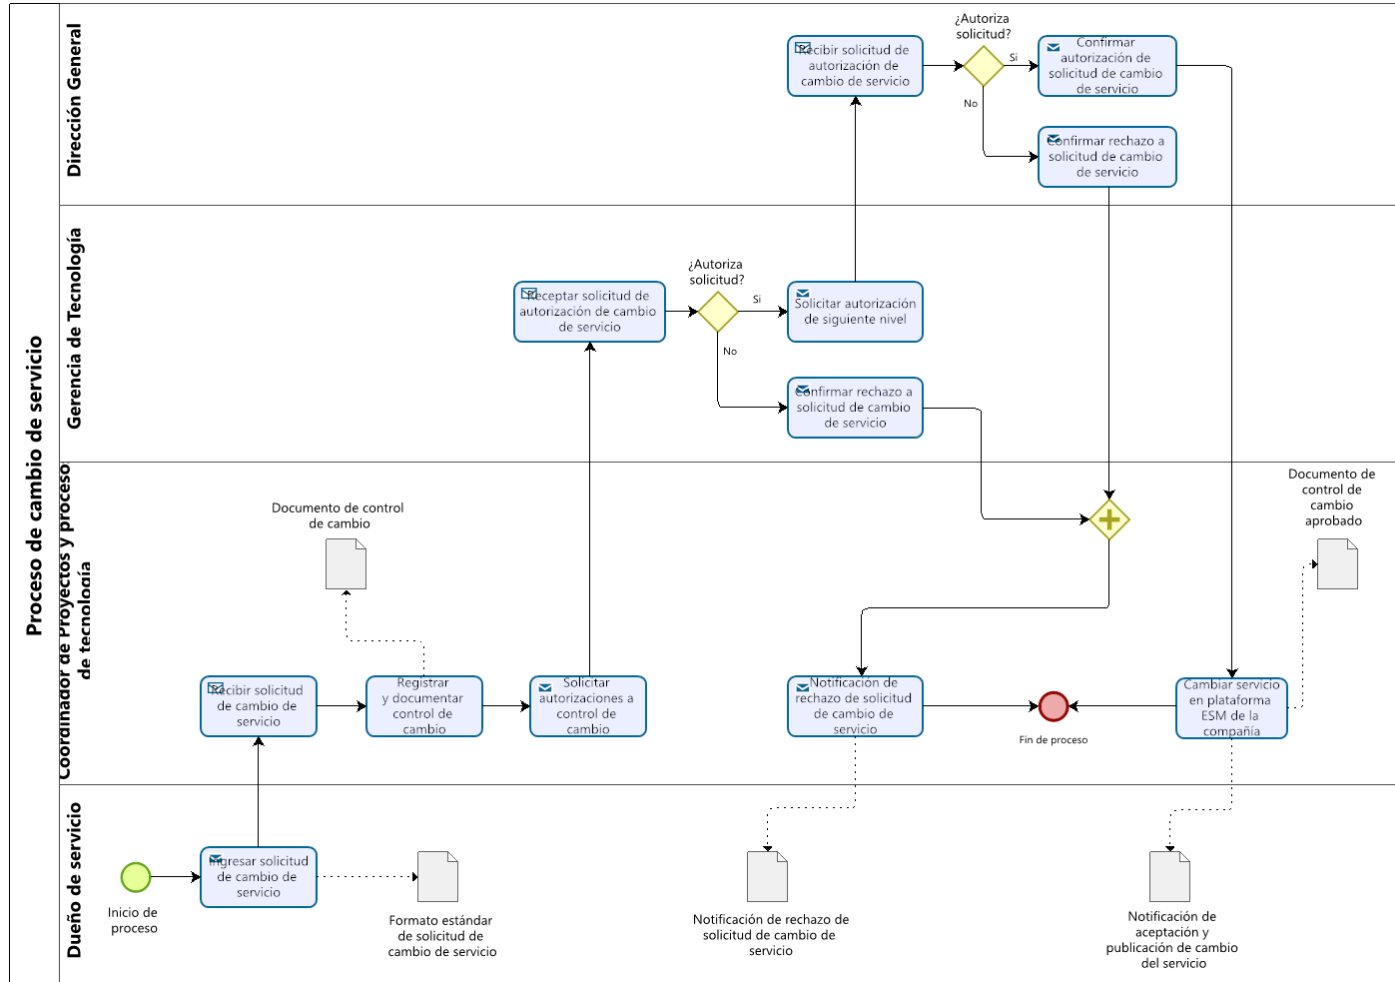 Proceso de cambio de servicio
Dirección General
¿Autoriza
solicitud?
Recibir solicitud de
autorización de
cambio de servicio
Si
Confirmar
autorización de
solicitud de cambio
de servicio
No
Confirmar rechazo a
solicitud de cambio
de servicio
Gerencia de Tecnología
¿Autoriza
solicitud?
Receptar solicitud de
autorización de cambio
de servicio
Si
Solicitar autorización
de siguiente nivel
No
Confirmar rechazo a
solicitud de cambio
de servicio
Coordinador de Proyectos y proceso
de tecnología
Documento de control
de cambio
Documento de
control de
cambio
aprobado
Recibir solicitud
de cambio de
servicio
Registrar
y documentar
control de
cambio
Solicitar
autorizaciones a
control de
cambio
Notificación de
rechazo de solicitud
de cambio de
servicio
Fin de proceso
Cambiar servicio
en plataforma
ESM de la
compañía
Dueño de servicio
Inicio de
proceso
Ingresar solicitud
de cambio de
servicio
Formato estándar
de solicitud de
cambio de servicio
Notificación de rechazo de
solicitud de cambio de
servicio
Notificación de
aceptación y
publicación de cambio
del servicio